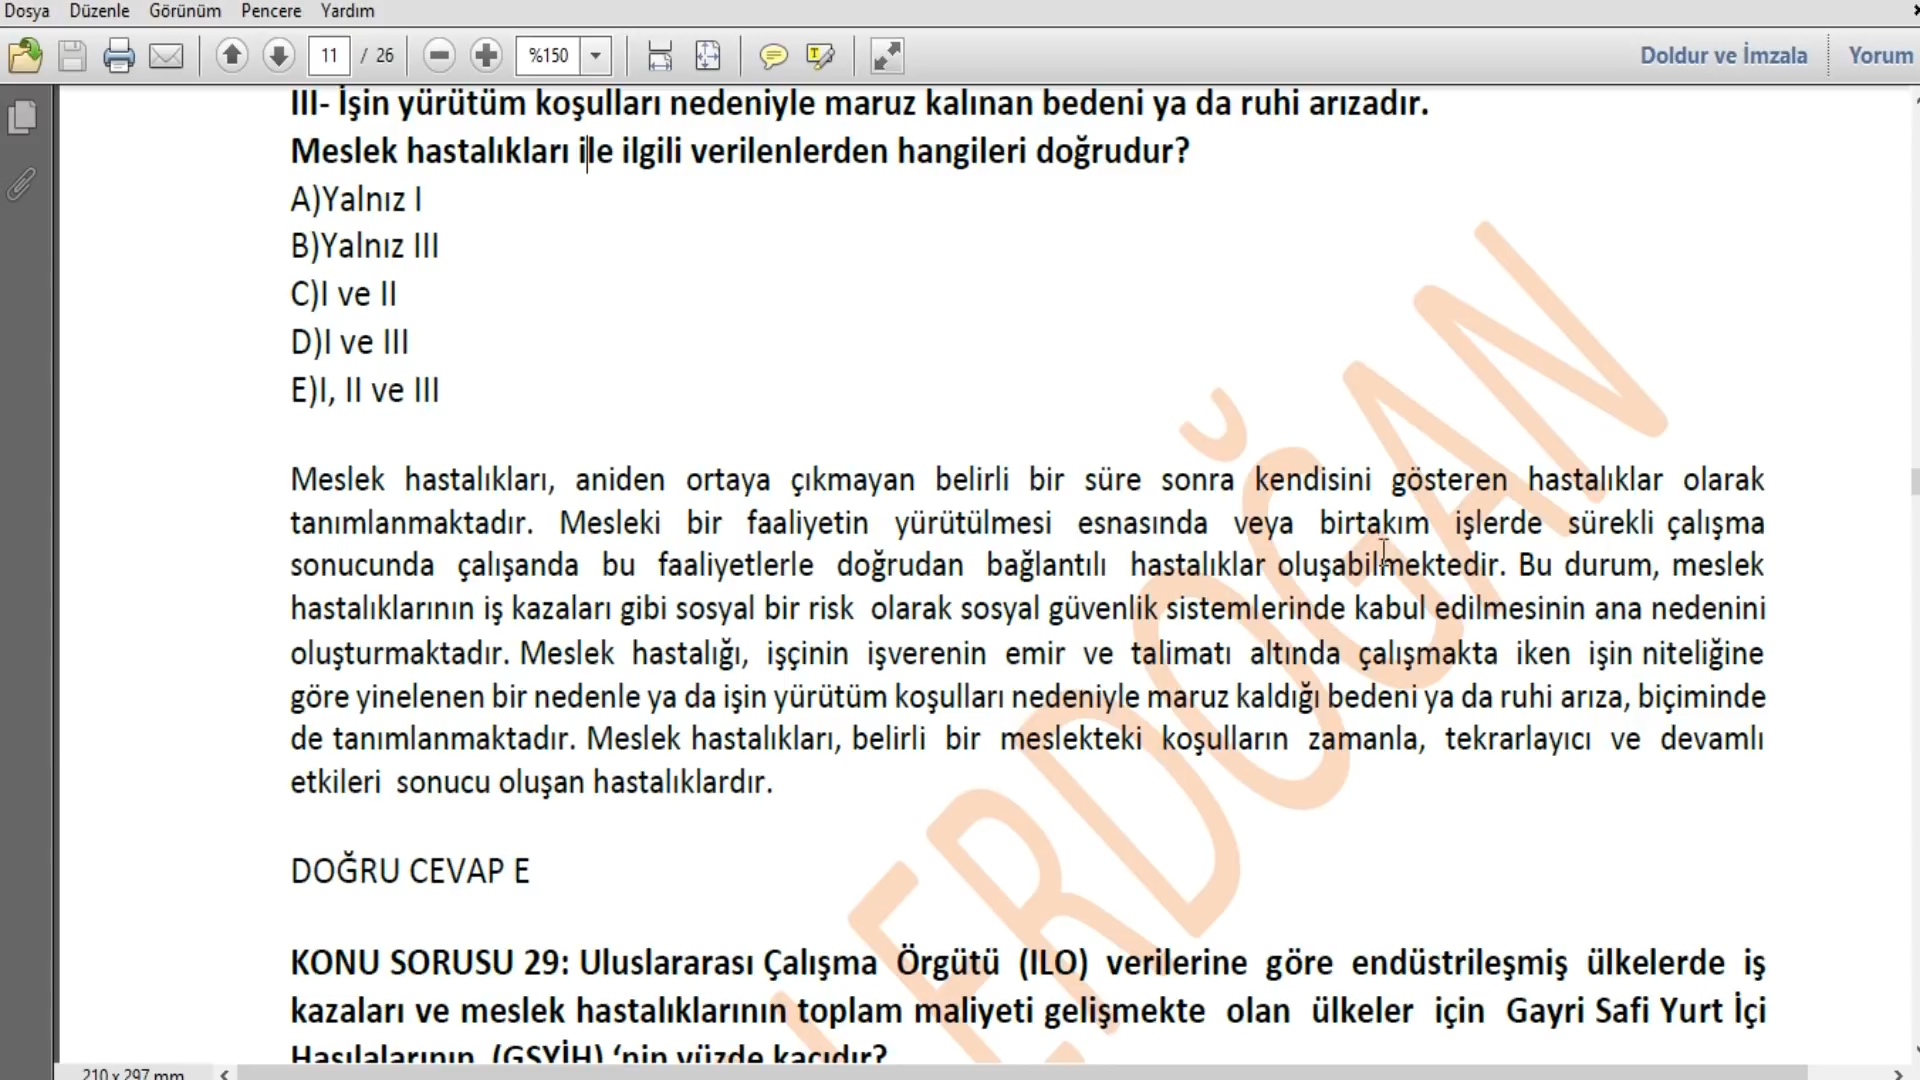 Dosya Düzenle Görünüm Pencere Yardım
11 / 26 %150 Doldur ve İmzala Yorum
III- İşin yürütüm koşulları nedeniyle maruz kalınan bedeni ya da ruhi arızadır.
Meslek hastalıkları ile ilgili verilenlerden hangileri doğrudur?
A)Yalnız I
B)Yalnız III
C)I ve II
D)I ve III
E)I, II ve III
Meslek hastalıkları, aniden ortaya çıkmayan belirli bir süre sonra kendisini gösteren hastalıklar olarak
tanımlanmaktadır. Mesleki bir faaliyetin yürütülmesi esnasında veya birtakım işlerde sürekli çalışma
sonucunda çalışanda bu faaliyetlerle doğrudan bağlantılı hastalıklar oluşabilmektedir. Bu durum, meslek
hastalıklarının iş kazaları gibi sosyal bir risk olarak sosyal güvenlik sistemlerinde kabul edilmesinin ana nedenini
oluşturmaktadır. Meslek hastalığı, işçinin işverenin emir ve talimatı altında çalışmakta iken işin niteliğine
göre yinelenen bir nedenle ya da işin yürütüm koşulları nedeniyle maruz kaldığı bedeni ya da ruhi arıza, biçiminde
de tanımlanmaktadır. Meslek hastalıkları, belirli bir meslekteki koşulların zamanla, tekrarlayıcı ve devamlı
etkileri sonucu oluşan hastalıklardır.
DOĞRU CEVAP E
KONU SORUSU 29: Uluslararası Çalışma Örgütü (ILO) verilerine göre endüstrileşmiş ülkelerde iş
kazaları ve meslek hastalıklarının toplam maliyeti gelişmekte olan ülkeler için Gayri Safi Yurt İçi
Hasılalarının (GSYİH) ‘nin yüzde kaçıdır?
210 x 297 mm
ERDOĞAN